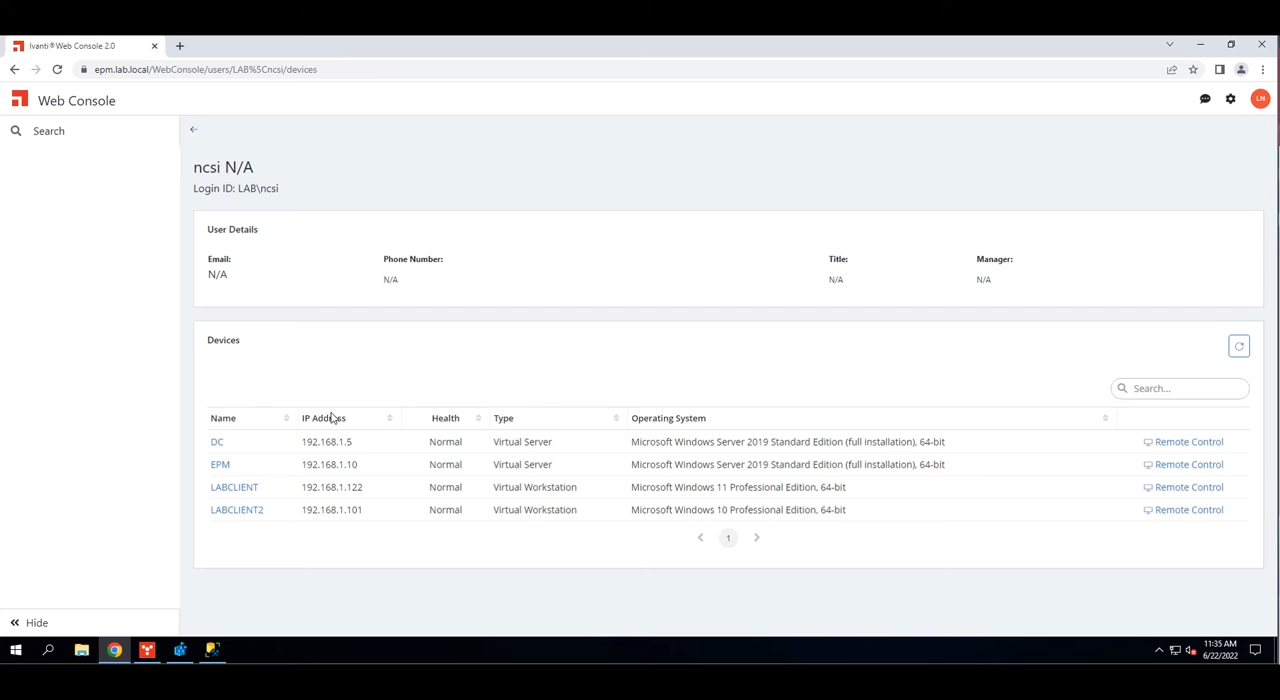 Ivanti® Web Console 2.0
epm.lab.local/WebConsole/users/LAB%5Cncsi/devices
Web Console
LN
Search
ncsi N/A
Login ID: LAB\ncsi
User Details
Email: Phone Number: Title: Manager:
N/A N/A N/A N/A
Devices
Search...
Name IP Address Health Type Operating System
DC 192.168.1.5 Normal Virtual Server Microsoft Windows Server 2019 Standard Edition (full installation), 64-bit Remote Control
EPM 192.168.1.10 Normal Virtual Server Microsoft Windows Server 2019 Standard Edition (full installation), 64-bit Remote Control
LABCLIENT 192.168.1.122 Normal Virtual Workstation Microsoft Windows 11 Professional Edition, 64-bit Remote Control
LABCLIENT2 192.168.1.101 Normal Virtual Workstation Microsoft Windows 10 Professional Edition, 64-bit Remote Control
1
Hide
11:35 AM
6/22/2022